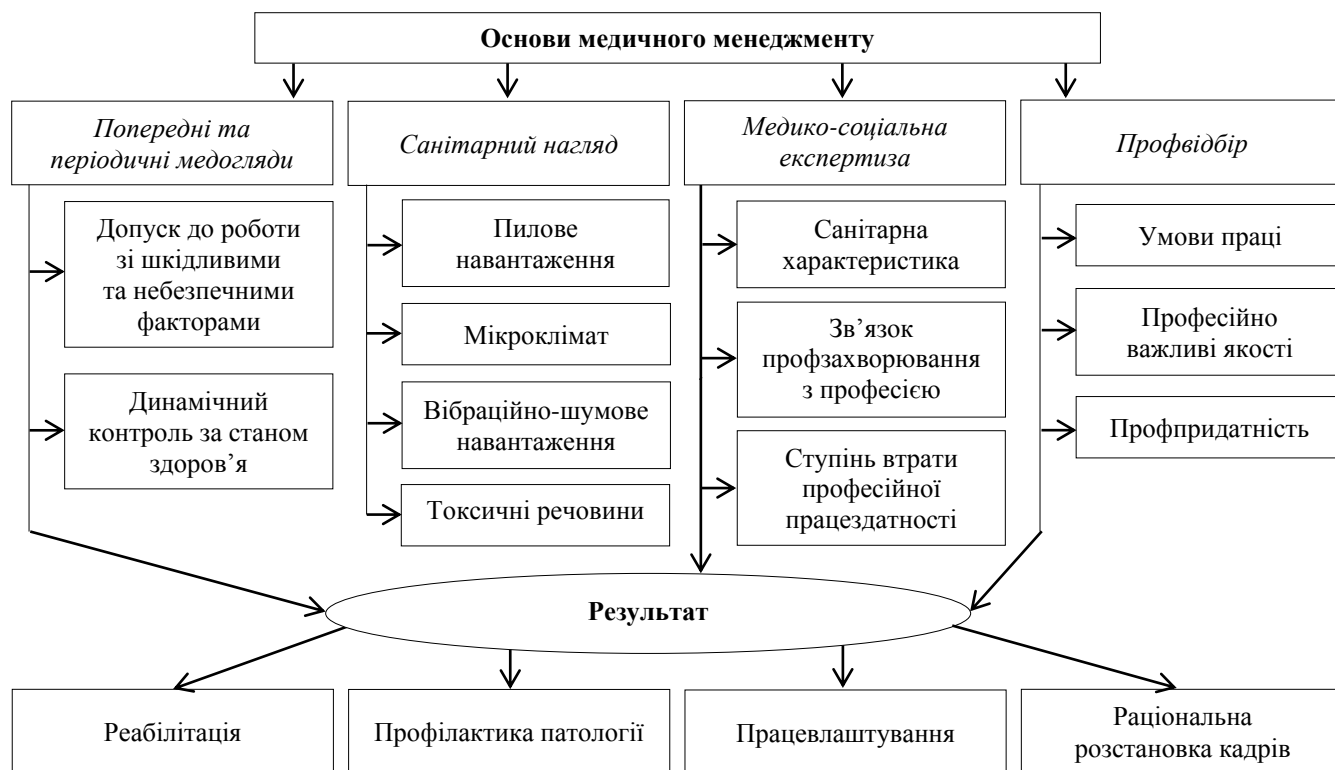 Основи медичного менеджменту
Попередні та
періодичні медогляди
Санітарний нагляд
Медико-соціальна
експертиза
Профвідбір
Допуск до роботи
зі шкідливими
та небезпечними
факторами
Динамічний
контроль за станом
здоров’я
Пилове
навантаження
Мікроклімат
Вібраційно-шумове
навантаження
Токсичні речовини
Санітарна
характеристика
Зв’язок
профзахворювання
з професією
Ступінь втрати
професійної
працездатності
Умови праці
Професійно
важливі якості
Профпридатність
Результат
Реабілітація
Профілактика патології
Працевлаштування
Раціональна
розстановка кадрів